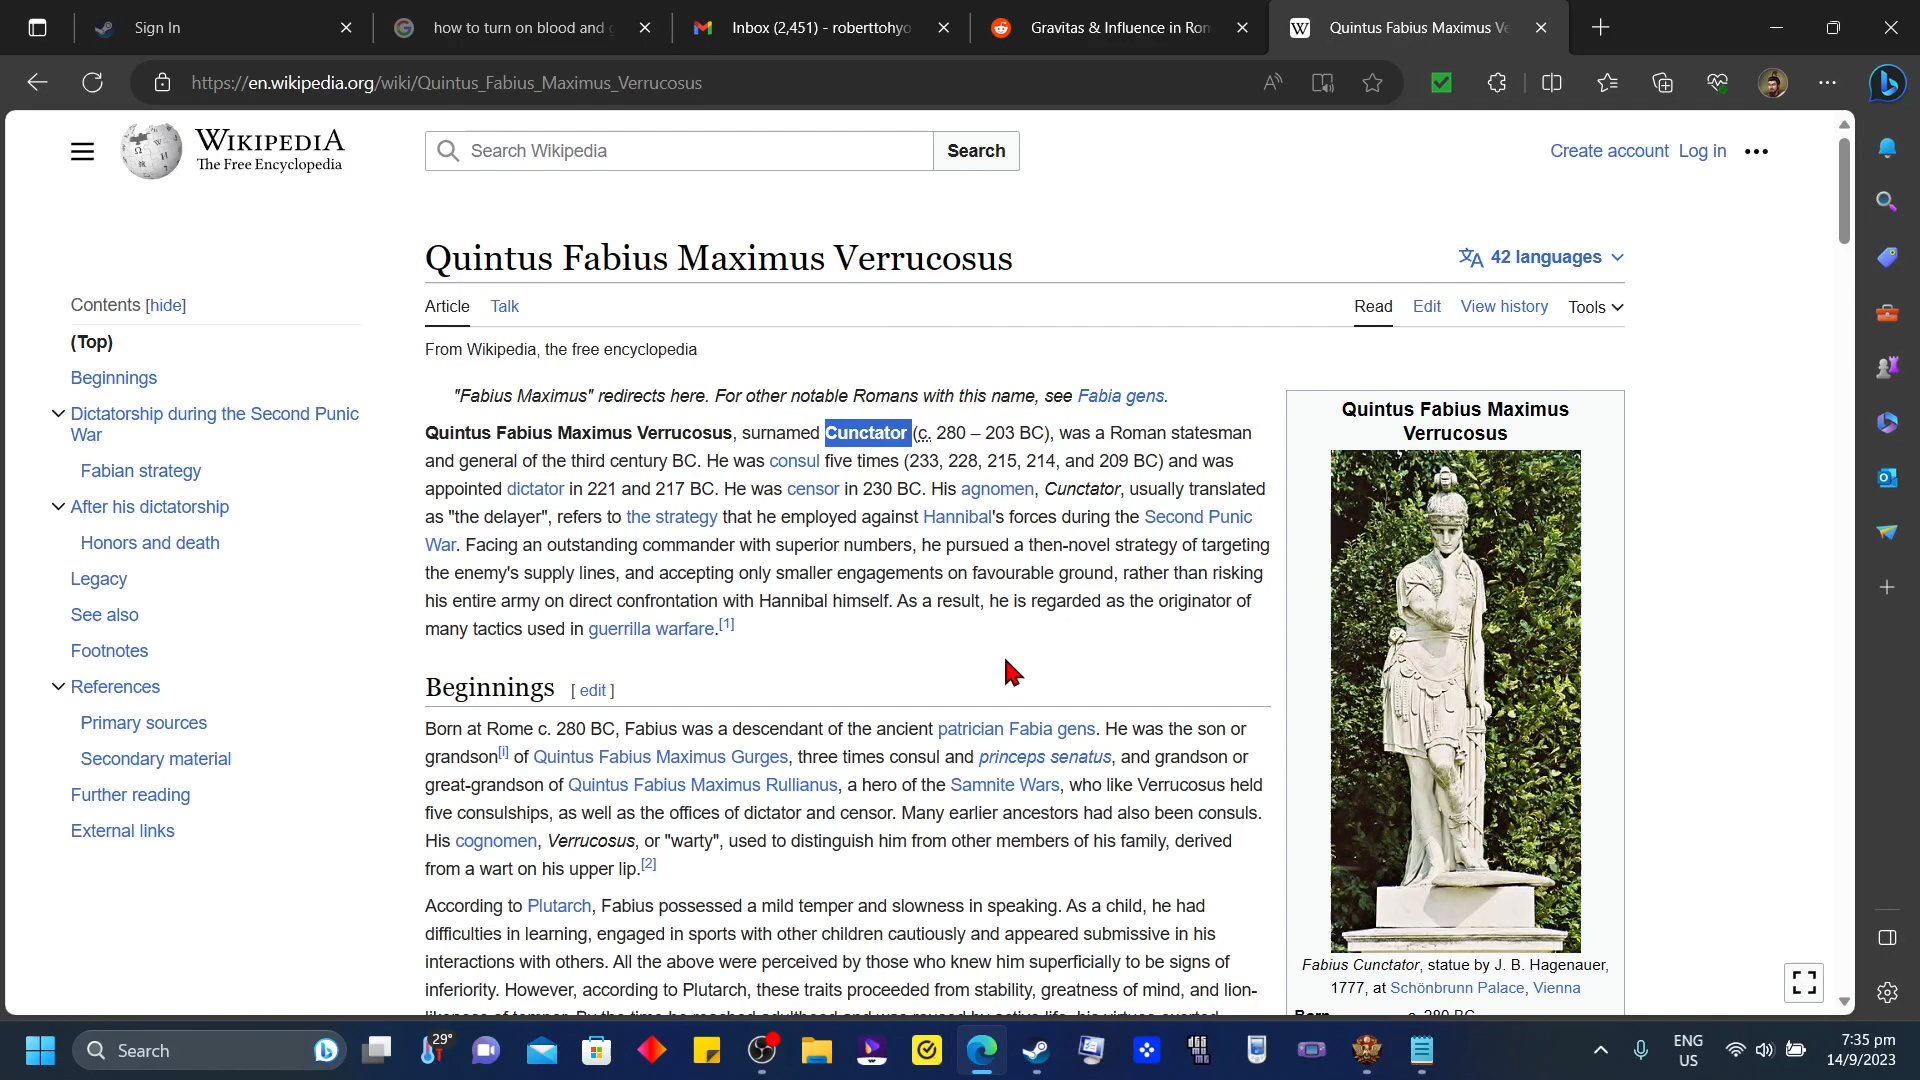 Sign In
how to turn on blood and g
Inbox (2,451) - roberttohyo
Gravitas & Influence in Rom
Quintus Fabius Maximus Ve
https://en.wikipedia.org/wiki/Quintus_Fabius_Maximus_Verrucosus
WIKIPEDIA
The Free Encyclopedia
Search Wikipedia
Search
Create account Log in
Quintus Fabius Maximus Verrucosus
42 languages
Article Talk
Read Edit View history Tools
From Wikipedia, the free encyclopedia
Contents [hide]
(Top)
Beginnings
Dictatorship during the Second Punic
War
Fabian strategy
After his dictatorship
Honors and death
Legacy
See also
Footnotes
References
Primary sources
Secondary material
Further reading
External links
"Fabius Maximus" redirects here. For other notable Romans with this name, see Fabia gens.
Quintus Fabius Maximus Verrucosus, surnamed Cunctator (c. 280 – 203 BC), was a Roman statesman
and general of the third century BC. He was consul five times (233, 228, 215, 214, and 209 BC) and was
appointed dictator in 221 and 217 BC. He was censor in 230 BC. His agnomen, Cunctator, usually translated
as "the delayer", refers to the strategy that he employed against Hannibal's forces during the Second Punic
War. Facing an outstanding commander with superior numbers, he pursued a then-novel strategy of targeting
the enemy's supply lines, and accepting only smaller engagements on favourable ground, rather than risking
his entire army on direct confrontation with Hannibal himself. As a result, he is regarded as the originator of
many tactics used in guerrilla warfare.[1]
Beginnings [ edit ]
Born at Rome c. 280 BC, Fabius was a descendant of the ancient patrician Fabia gens. He was the son or
grandson[i] of Quintus Fabius Maximus Gurges, three times consul and princeps senatus, and grandson or
great-grandson of Quintus Fabius Maximus Rullianus, a hero of the Samnite Wars, who like Verrucosus held
five consulships, as well as the offices of dictator and censor. Many earlier ancestors had also been consuls.
His cognomen, Verrucosus, or "warty", used to distinguish him from other members of his family, derived
from a wart on his upper lip.[2]
According to Plutarch, Fabius possessed a mild temper and slowness in speaking. As a child, he had
difficulties in learning, engaged in sports with other children cautiously and appeared submissive in his
interactions with others. All the above were perceived by those who knew him superficially to be signs of
inferiority. However, according to Plutarch, these traits proceeded from stability, greatness of mind, and lion-
Quintus Fabius Maximus
Verrucosus
Fabius Cunctator, statue by J. B. Hagenauer,
1777, at Schönbrunn Palace, Vienna
Search
29°
ENG
US
7:35 pm
14/9/2023